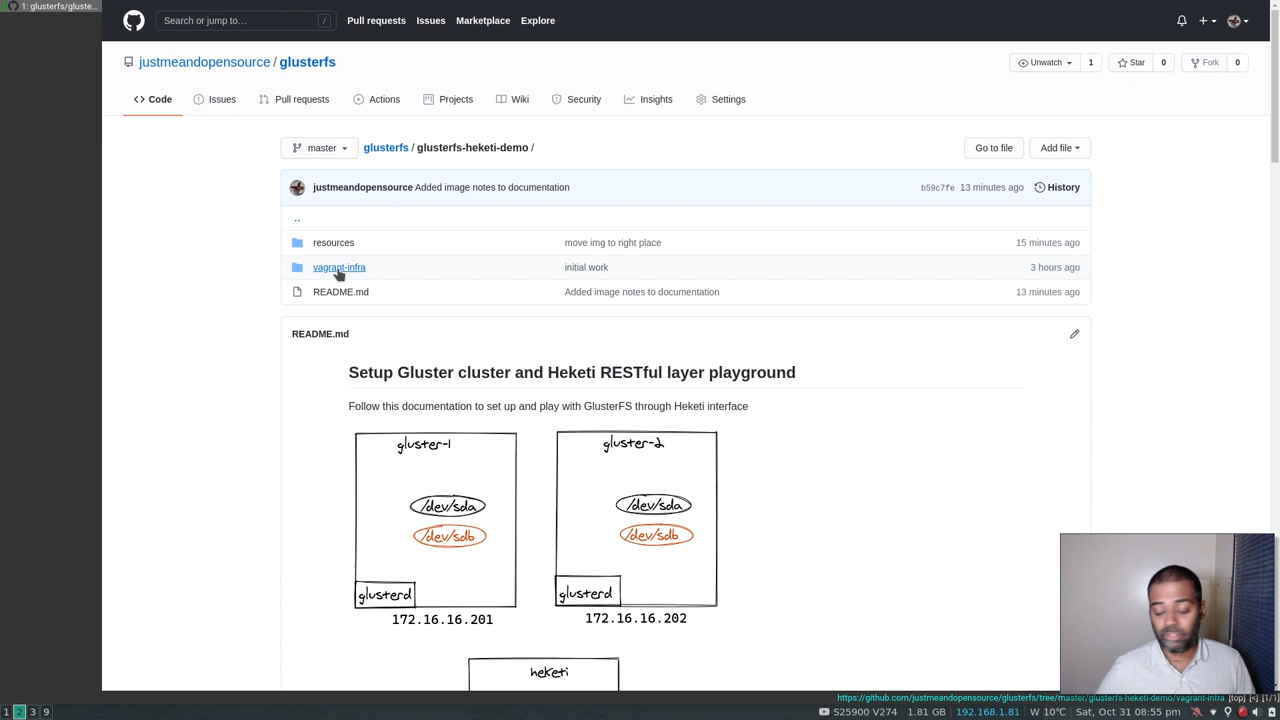 1: glusterfs/gluste...
Search or jump to…
/
Pull requests
Issues
Marketplace
Explore
justmeandopensource / glusterfs
Unwatch
1
Star
0
Fork
0
Code
Issues
Pull requests
Actions
Projects
Wiki
Security
Insights
Settings
master
glusterfs / glusterfs-heketi-demo /
Go to file
Add file
justmeandopensource Added image notes to documentation
b59c7fe
13 minutes ago
History
..
resources
move img to right place
15 minutes ago
vagrant-infra
initial work
3 hours ago
README.md
Added image notes to documentation
13 minutes ago
README.md
Setup Gluster cluster and Heketi RESTful layer playground
Follow this documentation to set up and play with GlusterFS through Heketi interface
gluster-1
gluster-2
/dev/sda
/dev/sda
/dev/sdb
/dev/sdb
glusterd
glusterd
172.16.16.201
172.16.16.202
heketi
https://github.com/justmeandopensource/glusterfs/tree/master/glusterfs-heketi-demo/vagrant-infra [top] [<] [1/1]
1 2 3 9
S25900 V274
1.81 GB
192.168.1.81
W 10°C
Sat, Oct 31 08:55 pm